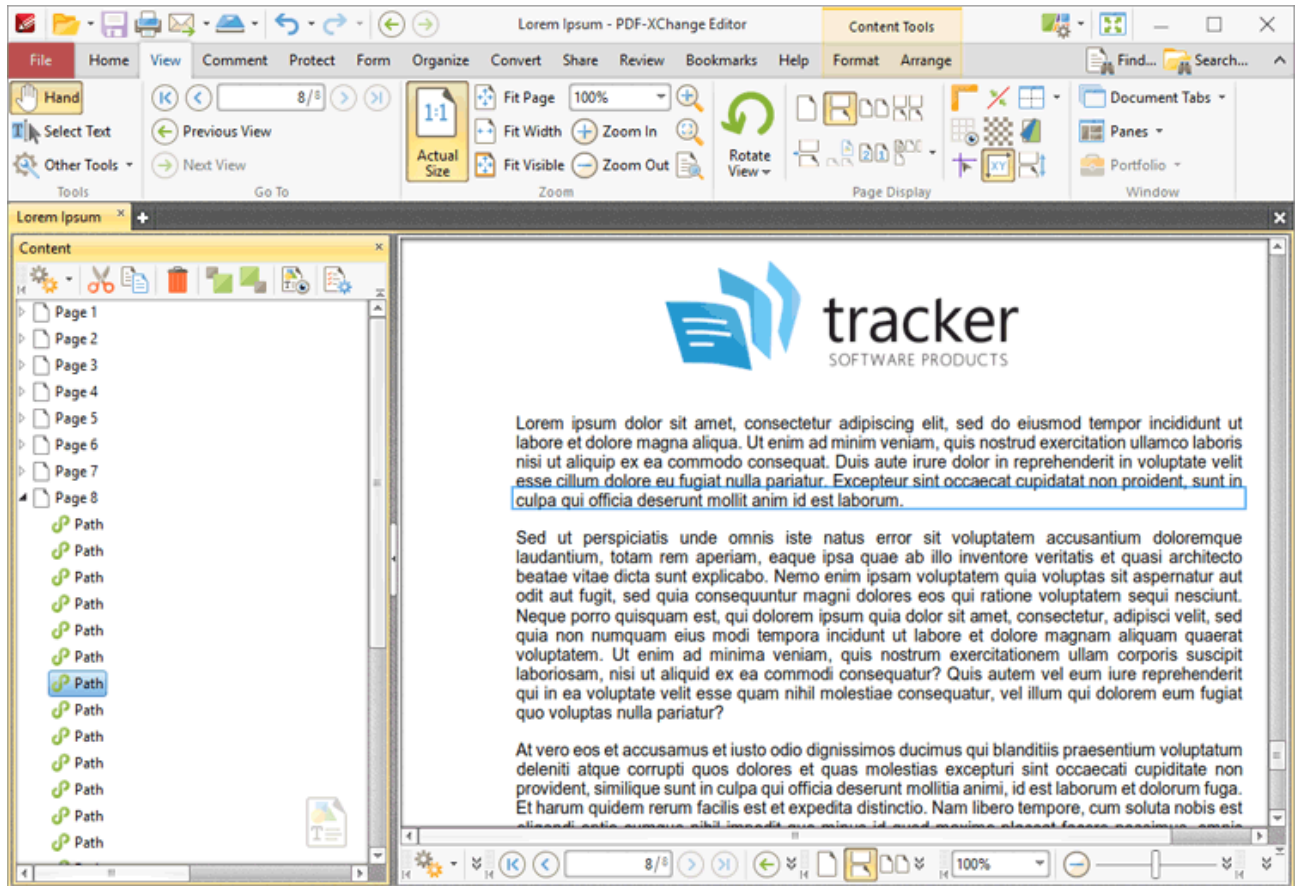 Lorem Ipsum - PDF-XChange Editor
Content Tools
File Home View Comment Protect Form Organize Convert Share Review Bookmarks Help Format Arrange Find... Search...
Hand
Select Text
Other Tools
Tools
8/8
Previous View
Next View
Go To
1:1
Actual
Size
Fit Page 100%
Fit Width Zoom In
Fit Visible Zoom Out
Zoom
Rotate
View
Page Display
XY
Document Tabs
Panes
Portfolio
Window
Lorem Ipsum
Content
Page 1
Page 2
Page 3
Page 4
Page 5
Page 6
Page 7
Page 8
Path
Path
Path
Path
Path
Path
Path
Path
Path
Path
Path
Path
Path
tracker
SOFTWARE PRODUCTS
Lorem ipsum dolor sit amet, consectetur adipiscing elit, sed do eiusmod tempor incididunt ut
labore et dolore magna aliqua. Ut enim ad minim veniam, quis nostrud exercitation ullamco laboris
nisi ut aliquip ex ea commodo consequat. Duis aute irure dolor in reprehenderit in voluptate velit
esse cillum dolore eu fugiat nulla pariatur. Excepteur sint occaecat cupidatat non proident, sunt in
culpa qui officia deserunt mollit anim id est laborum.
Sed ut perspiciatis unde omnis iste natus error sit voluptatem accusantium doloremque
laudantium, totam rem aperiam, eaque ipsa quae ab illo inventore veritatis et quasi architecto
beatae vitae dicta sunt explicabo. Nemo enim ipsam voluptatem quia voluptas sit aspernatur aut
odit aut fugit, sed quia consequuntur magni dolores eos qui ratione voluptatem sequi nesciunt.
Neque porro quisquam est, qui dolorem ipsum quia dolor sit amet, consectetur, adipisci velit, sed
quia non numquam eius modi tempora incidunt ut labore et dolore magnam aliquam quaerat
voluptatem. Ut enim ad minima veniam, quis nostrum exercitationem ullam corporis suscipit
laboriosam, nisi ut aliquid ex ea commodi consequatur? Quis autem vel eum iure reprehenderit
qui in ea voluptate velit esse quam nihil molestiae consequatur, vel illum qui dolorem eum fugiat
quo voluptas nulla pariatur?
At vero eos et accusamus et iusto odio dignissimos ducimus qui blanditiis praesentium voluptatum
deleniti atque corrupti quos dolores et quas molestias excepturi sint occaecati cupiditate non
provident, similique sunt in culpa qui officia deserunt mollitia animi, id est laborum et dolorum fuga.
Et harum quidem rerum facilis est et expedita distinctio. Nam libero tempore, cum soluta nobis est
8/8
100%